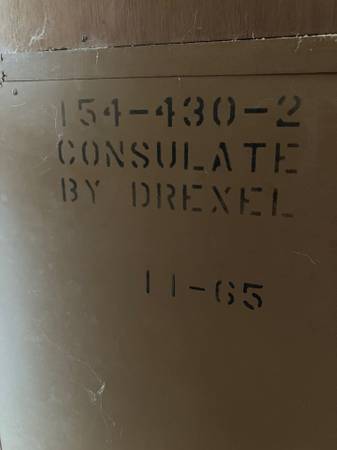 154-430-2
CONSULATE
BY DREXEL
11-65